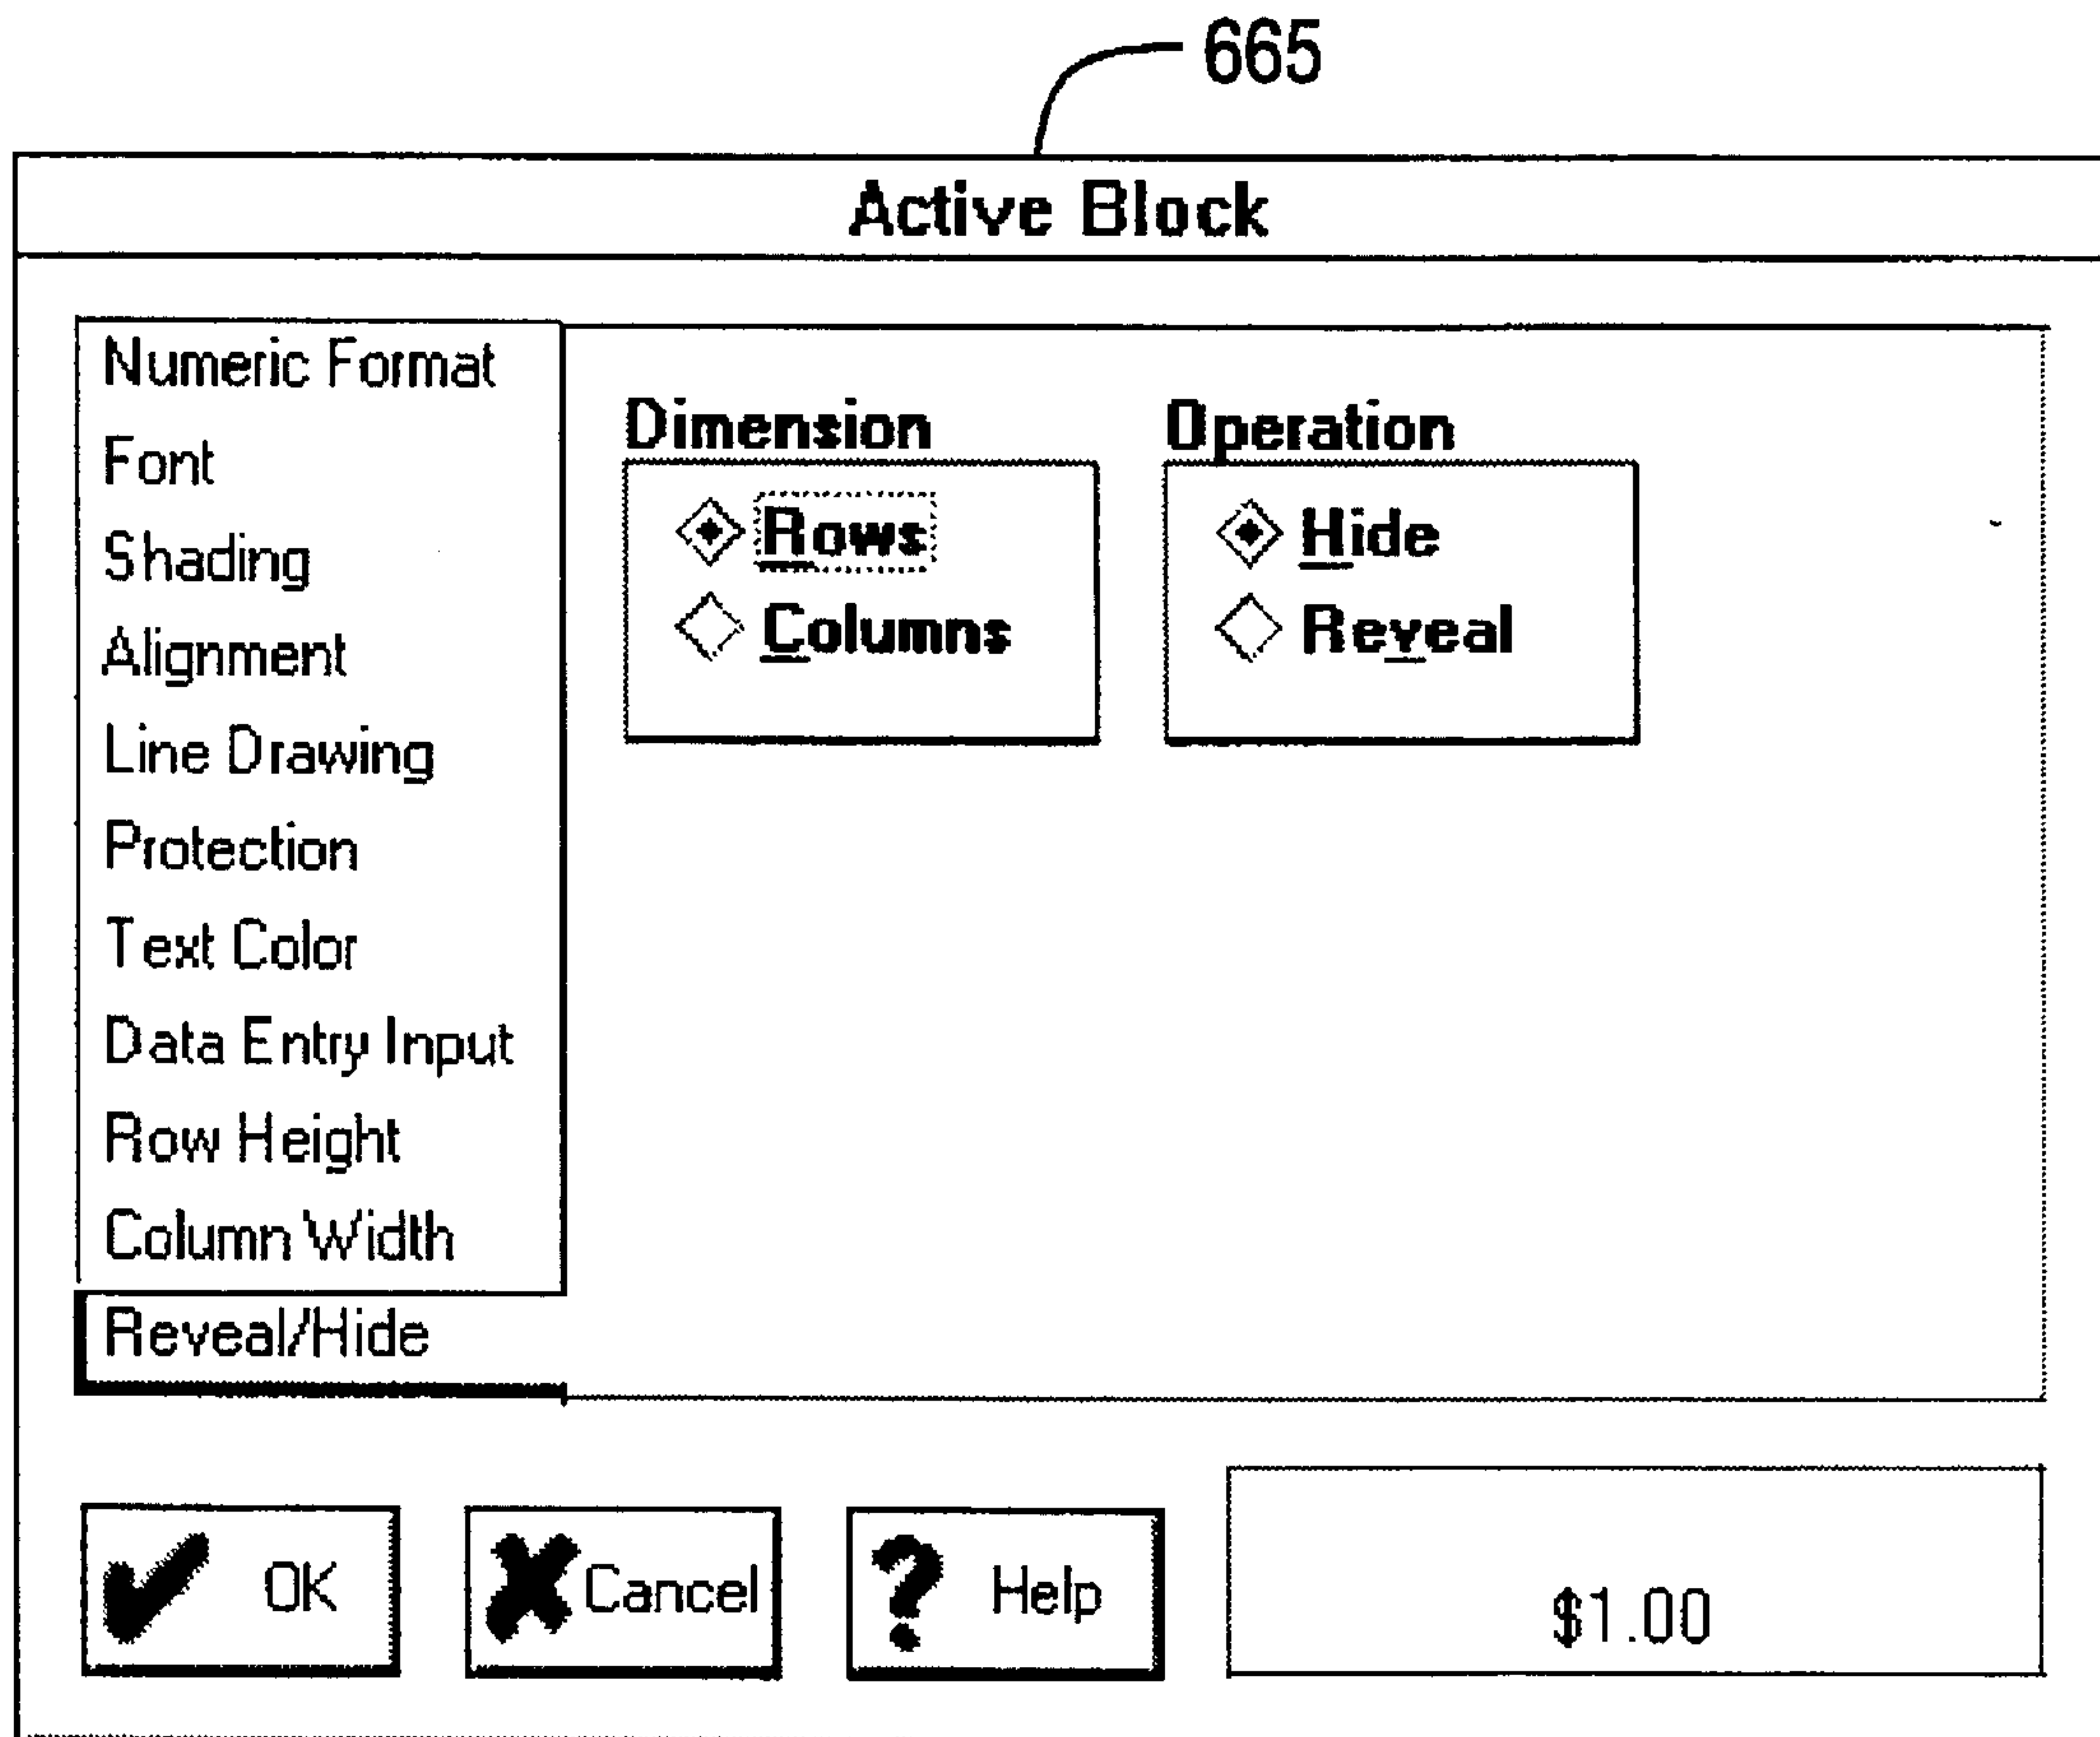 665
Active Block
Numeric Format
Font
Shading
Alignment
Line Drawing
Protection
Text Color
Data Entry Input
Row Height
Column Width
Reveal/Hide
Dimension
Rows
Columns
Operation
Hide
Reveal
OK
Cancel
Help
$1.00